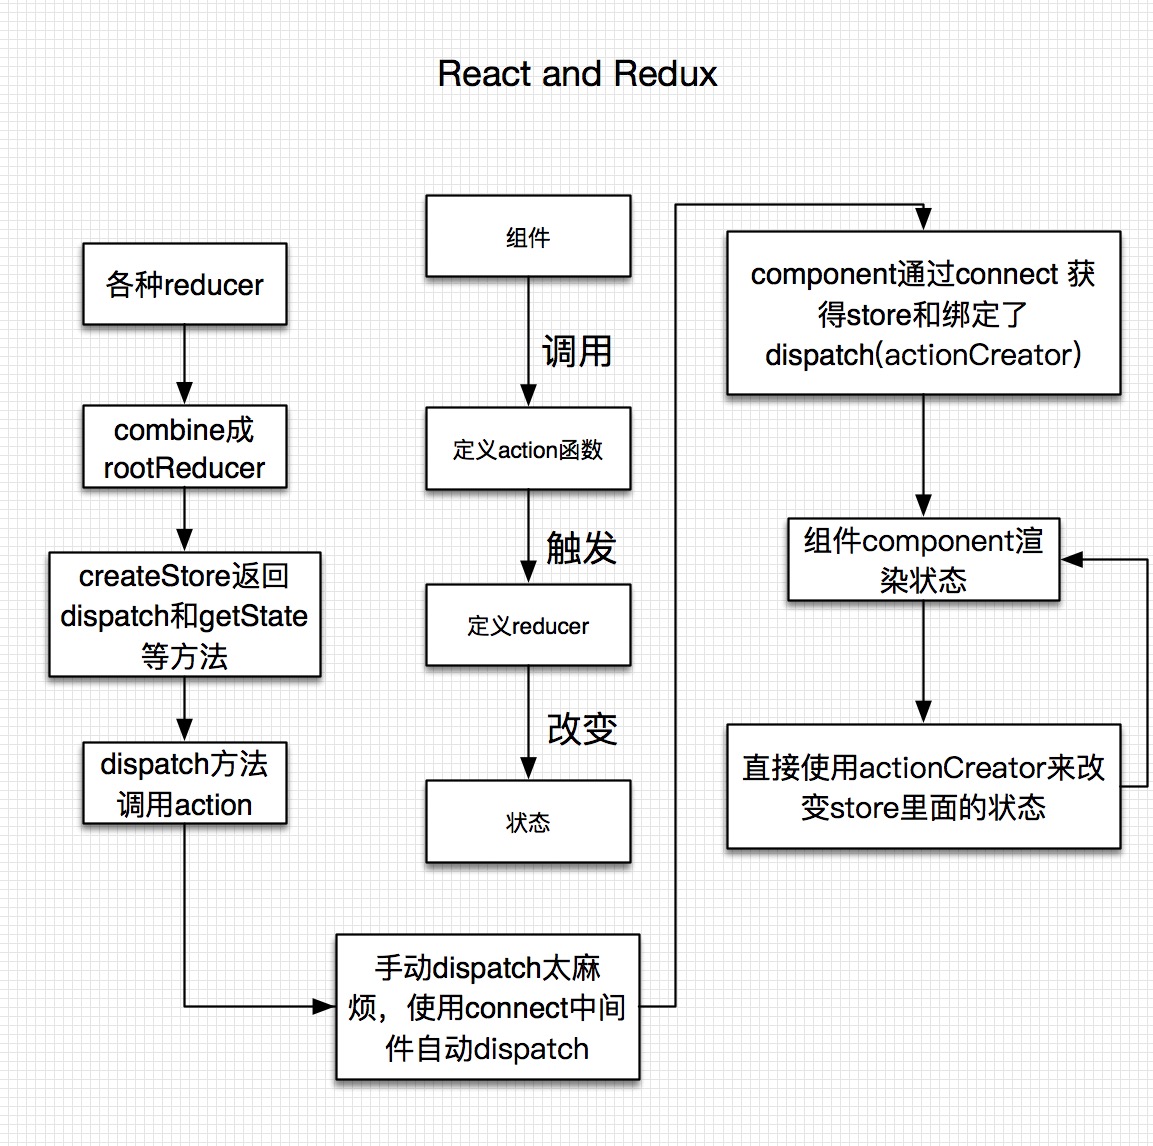 React and Redux
各种reducer
combine成
rootReducer
createStore返回
dispatch和getState
等方法
dispatch方法
调用action
组件
调用
定义action函数
触发
定义reducer
改变
状态
手动dispatch太麻
烦，使用connect中间
件自动dispatch
component通过connect 获
得store和绑定了
dispatch(actionCreator)
组件component渲
染状态
直接使用actionCreator来改
变store里面的状态